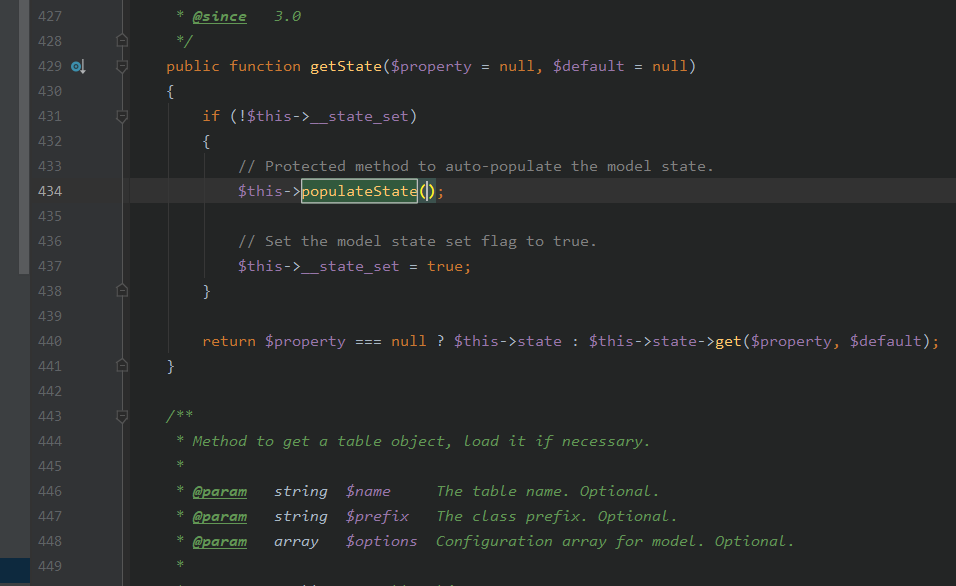 427 * @since 3.0
428 */
429 public function getState($property = null, $default = null)
430 {
431 if (!$this->__state_set)
432 {
433 // Protected method to auto-populate the model state.
434 $this->populateState();
435
436 // Set the model state set flag to true.
437 $this->__state_set = true;
438 }
439
440 return $property === null ? $this->state : $this->state->get($property, $default);
441 }
442
443 /**
444 * Method to get a table object, load it if necessary.
445 *
446 * @param string $name The table name. Optional.
447 * @param string $prefix The class prefix. Optional.
448 * @param array $options Configuration array for model. Optional.
449 *